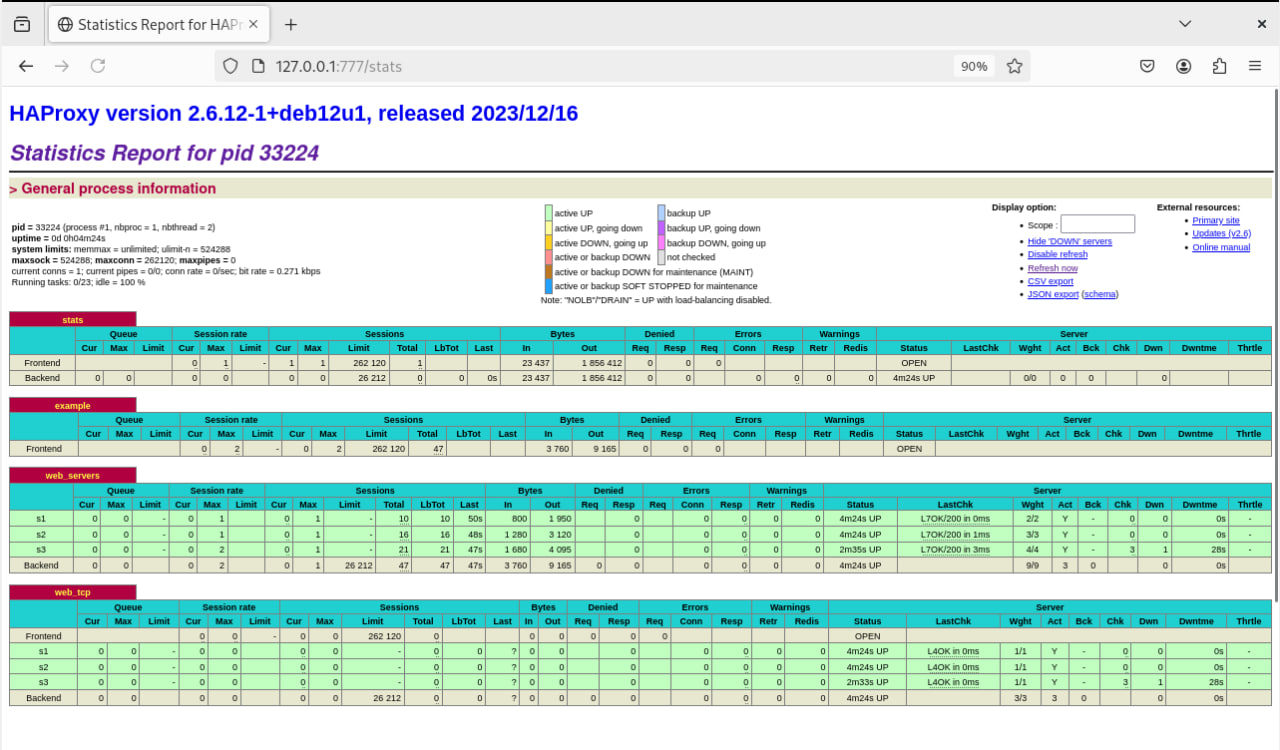 Statistics Report for HAPr
127.0.0.1:777/stats 90%
HAProxy version 2.6.12-1+deb12u1, released 2023/12/16
Statistics Report for pid 33224
> General process information
pid = 33224 (process #1, nbproc = 1, nbthread = 2)
uptime = 0d 0h04m24s
system limits: memmax = unlimited; ulimit-n = 524288
maxsock = 524288; maxconn = 262120; maxpipes = 0
current conns = 1; current pipes = 0/0; conn rate = 0/sec; bit rate = 0.271 kbps
Running tasks: 0/23; idle = 100 %
active UP backup UP
active UP, going down backup UP, going down
active DOWN, going up backup DOWN, going up
active or backup DOWN not checked
active or backup DOWN for maintenance (MAINT)
active or backup SOFT STOPPED for maintenance
Note: "NOLB"/"DRAIN" = UP with load-balancing disabled.
Display option:
Scope :
Hide 'DOWN' servers
Disable refresh
Refresh now
CSV export
JSON export (schema)
External resources:
Primary site
Updates (v2.6)
Online manual
stats
Queue Session rate Sessions Bytes Denied Errors Warnings Server
Cur Max Limit Cur Max Limit Cur Max Limit Total LbTot Last In Out Req Resp Req Conn Resp Retr Redis Status LastChk Wght Act Bck Chk Dwn Dwntme Thrtle
Frontend 0 1 - 1 1 262 120 1 23 437 1 856 412 0 0 0 OPEN
Backend 0 0 0 0 0 0 26 212 0 0 0s 23 437 1 856 412 0 0 0 0 0 0 4m24s UP 0/0 0 0 0
example
Queue Session rate Sessions Bytes Denied Errors Warnings Server
Cur Max Limit Cur Max Limit Cur Max Limit Total LbTot Last In Out Req Resp Req Conn Resp Retr Redis Status LastChk Wght Act Bck Chk Dwn Dwntme Thrtle
Frontend 0 2 - 0 2 262 120 47 3 760 9 165 0 0 0 OPEN
web_servers
Queue Session rate Sessions Bytes Denied Errors Warnings Server
Cur Max Limit Cur Max Limit Cur Max Limit Total LbTot Last In Out Req Resp Req Conn Resp Retr Redis Status LastChk Wght Act Bck Chk Dwn Dwntme Thrtle
s1 0 0 - 0 1 0 1 - 10 10 50s 800 1 950 0 0 0 0 0 4m24s UP L7OK/200 in 0ms 2/2 Y - 0 0 0s -
s2 0 0 - 0 1 0 1 - 16 16 48s 1 280 3 120 0 0 0 0 0 4m24s UP L7OK/200 in 1ms 3/3 Y - 0 0 0s -
s3 0 0 - 0 2 0 1 - 21 21 47s 1 680 4 095 0 0 0 0 0 2m35s UP L7OK/200 in 3ms 4/4 Y - 3 1 28s -
Backend 0 0 0 2 0 1 26 212 47 47 47s 3 760 9 165 0 0 0 0 0 0 4m24s UP 9/9 3 0 0 0s
web_tcp
Queue Session rate Sessions Bytes Denied Errors Warnings Server
Cur Max Limit Cur Max Limit Cur Max Limit Total LbTot Last In Out Req Resp Req Conn Resp Retr Redis Status LastChk Wght Act Bck Chk Dwn Dwntme Thrtle
Frontend 0 0 - 0 0 262 120 0 0 0 0 0 0 OPEN
s1 0 0 - 0 0 0 0 - 0 0 ? 0 0 0 0 0 0 0 4m24s UP L4OK in 0ms 1/1 Y - 0 0 0s -
s2 0 0 - 0 0 0 0 - 0 0 ? 0 0 0 0 0 0 0 4m24s UP L4OK in 0ms 1/1 Y - 0 0 0s -
s3 0 0 - 0 0 0 0 - 0 0 ? 0 0 0 0 0 0 0 2m33s UP L4OK in 0ms 1/1 Y - 3 1 28s -
Backend 0 0 0 0 0 0 26 212 0 0 ? 0 0 0 0 0 0 0 0 4m24s UP 3/3 3 0 0 0s